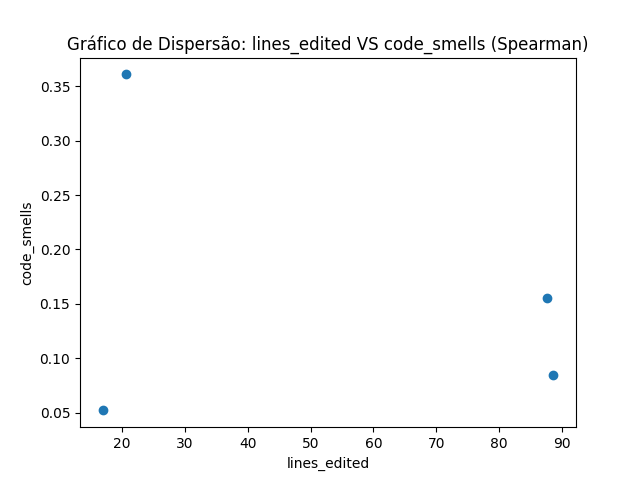 Gráfico de Dispersão: lines_edited VS code_smells (Spearman)
code_smells
0.35
0.30
0.25
0.20
0.15
0.10
0.05
20 30 40 50 60 70 80 90
lines_edited